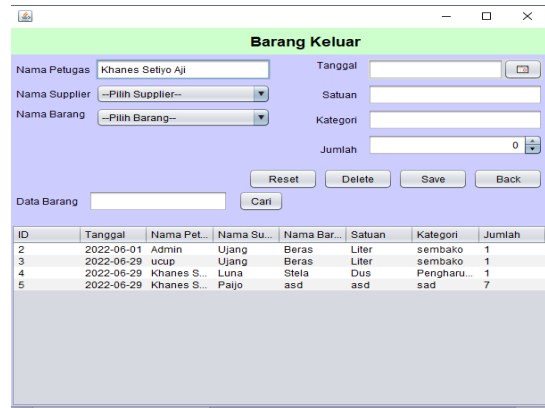 Barang Keluar
Nama Petugas Khanes Setiyo Aji
Tanggal
Nama Supplier --Pilih Supplier--
Satuan
Nama Barang --Pilih Barang--
Kategori
Jumlah 0
Reset Delete Save Back
Data Barang Cari
ID Tanggal Nama Pet... Nama Su... Nama Bar... Satuan Kategori Jumlah
2 2022-06-01 Admin Ujang Beras Liter sembako 1
3 2022-06-29 ucup Ujang Beras Liter sembako 1
4 2022-06-29 Khanes S... Luna Stela Dus Pengharu... 1
5 2022-06-29 Khanes S... Paijo asd asd sad 7